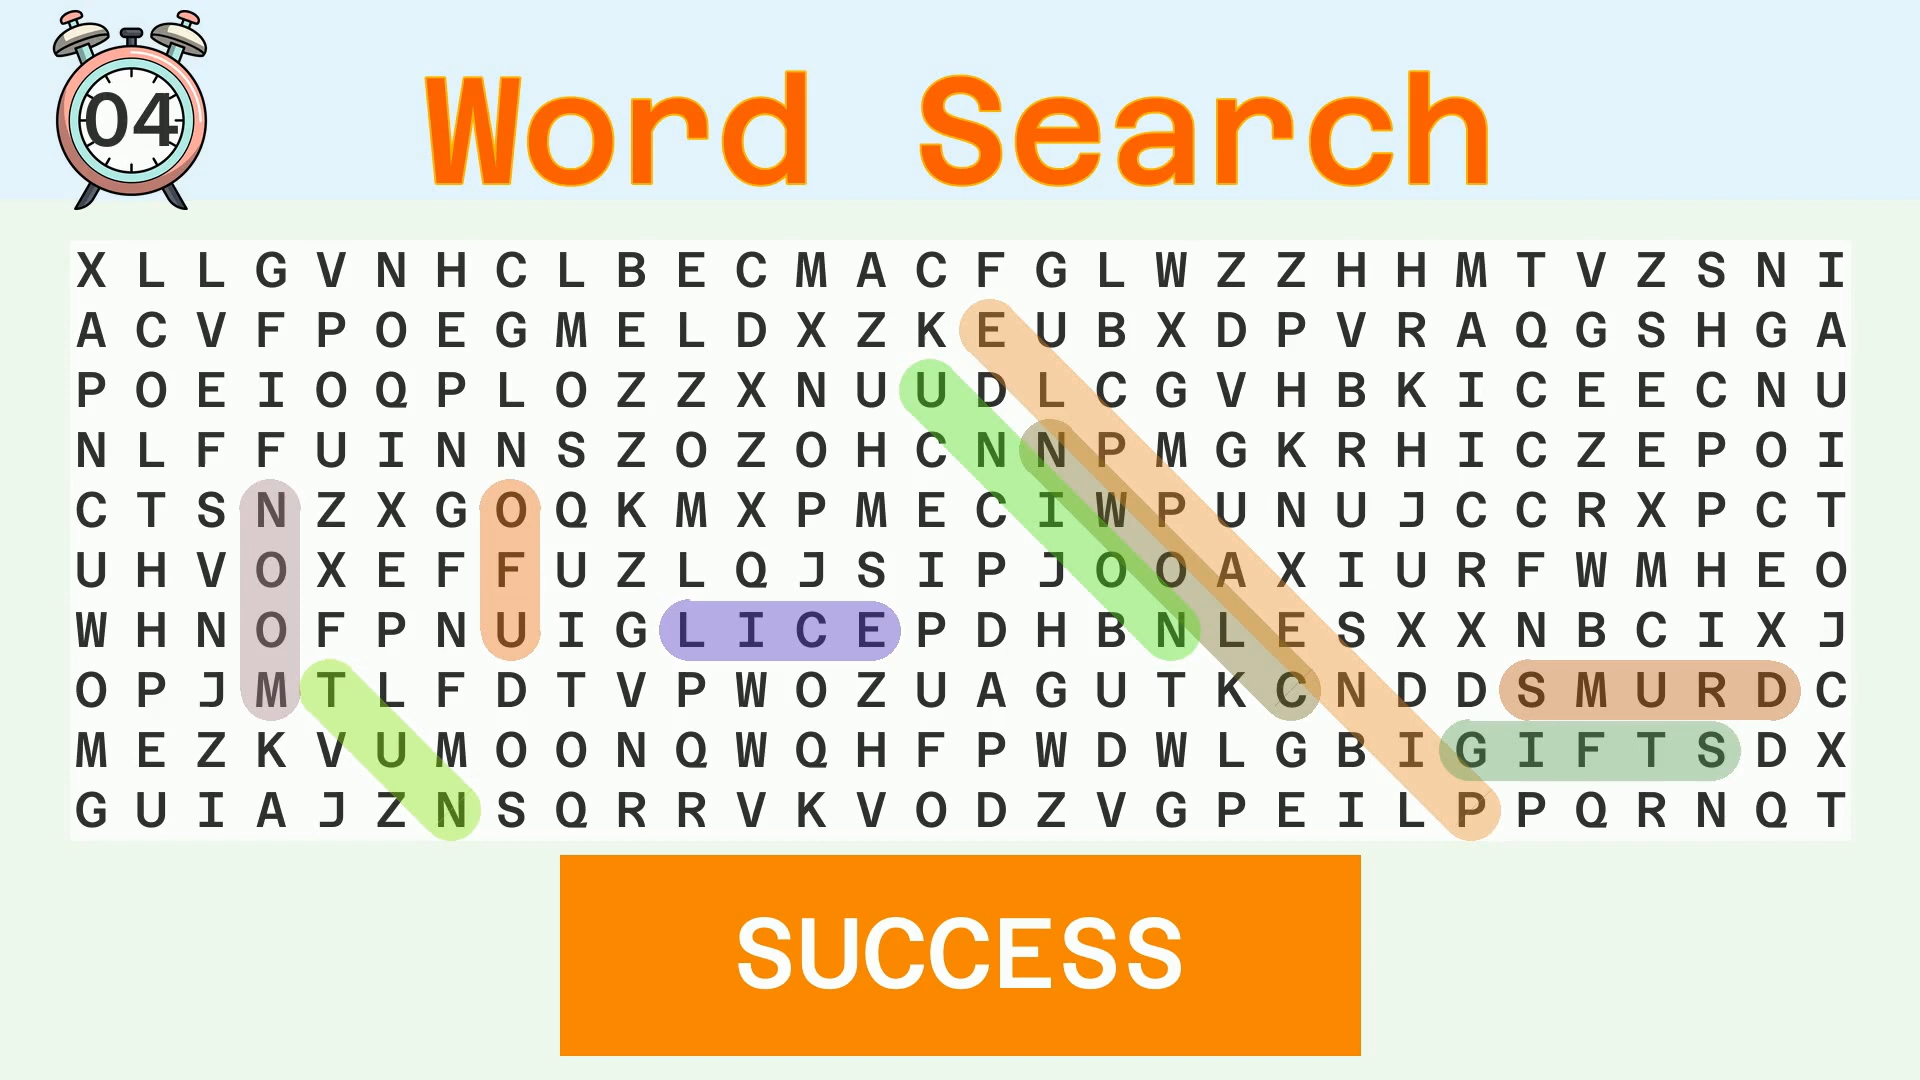 04
Word Search
X L L G V N H C L B E C M A C F G L W Z Z H H M T V Z S N I
A C V F P O E G M E L D X Z K E U B X D P V R A Q G S H G A
P O E I O Q P L O Z Z X N U U D L C G V H B K I C E E C N U
N L F F U I N N S Z O Z O H C N N P M G K R H I C Z E P O I
C T S N Z X G O Q K M X P M E C I W P U N U J C C R X P C T
U H V O X E F F U Z L Q J S I P J O O A X I U R F W M H E O
W H N O F P N U I G L I C E P D H B N L E S X X N B C I X J
O P J M T L F D T V P W O Z U A G U T K C N D D S M U R D C
M E Z K V U M O O N Q W Q H F P W D W L G B I G I F T S D X
G U I A J Z N S Q R R V K V O D Z V G P E I L P P Q R N Q T
SUCCESS